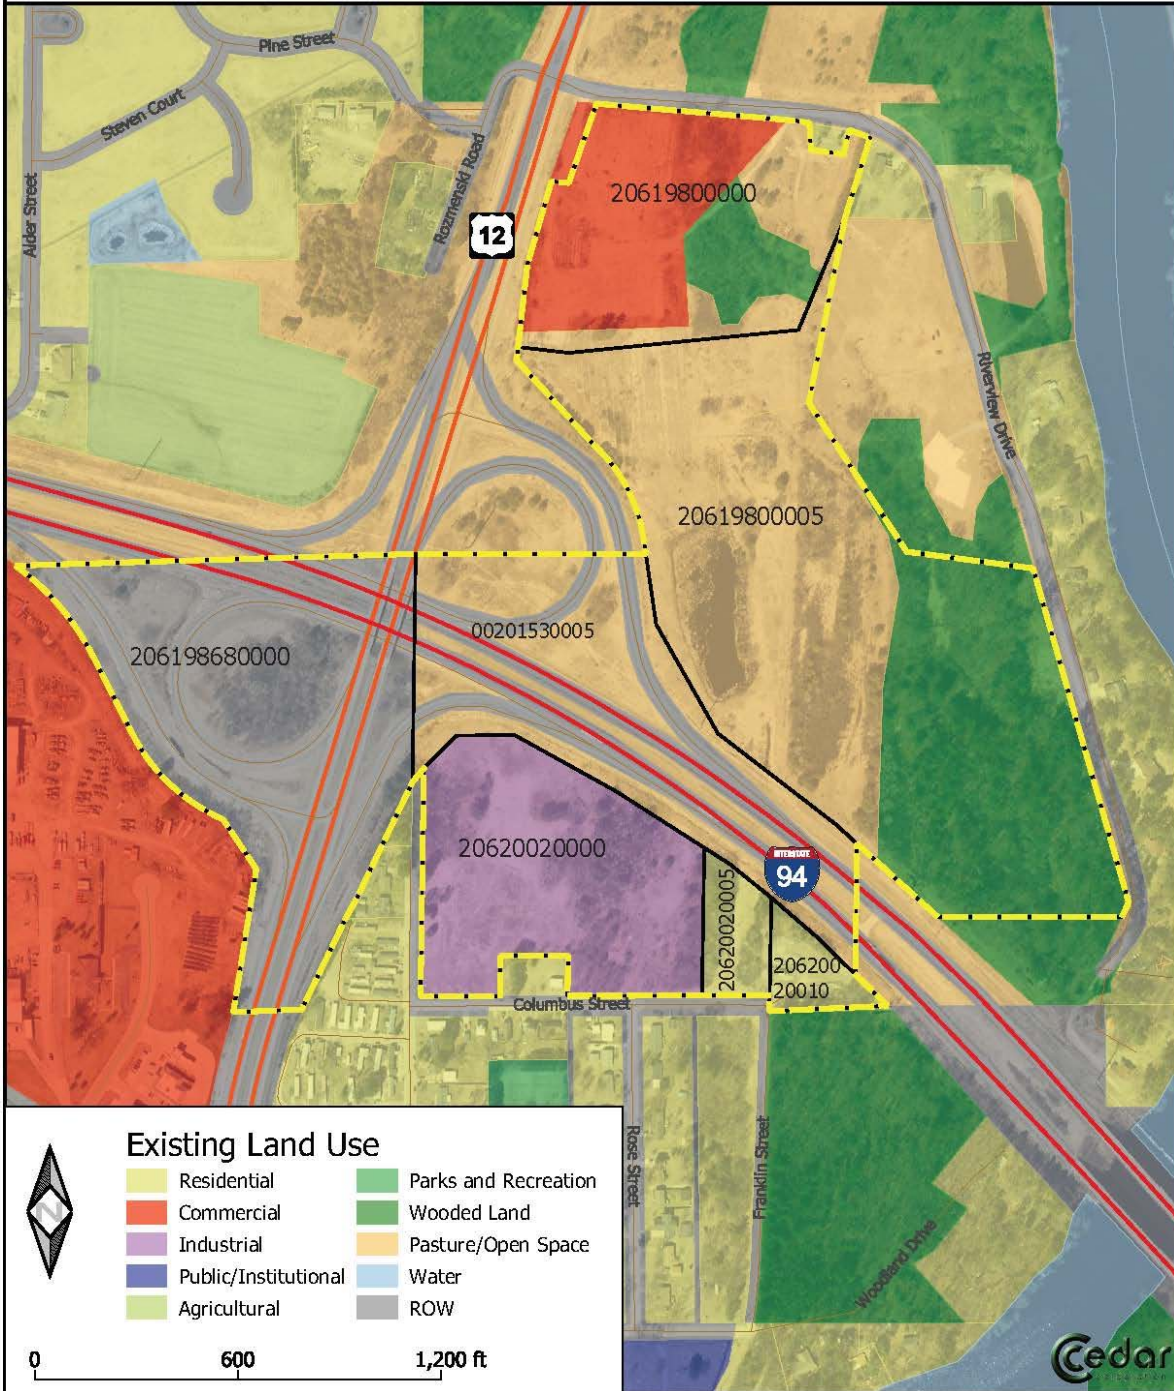 Pine Street
Steven Court
Alder Street
Rozmenski Road
12
20619800000
Riverview Drive
20619800005
00201530005
206198680000
20620020000
20620020005
INTERSTATE
94
206200
20010
Columbus Street
Rose Street
Franklin Street
Woodland Drive
Existing Land Use
Residential
Commercial
Industrial
Public/Institutional
Agricultural
Parks and Recreation
Wooded Land
Pasture/Open Space
Water
ROW
N
0 600 1,200 ft
Cedar